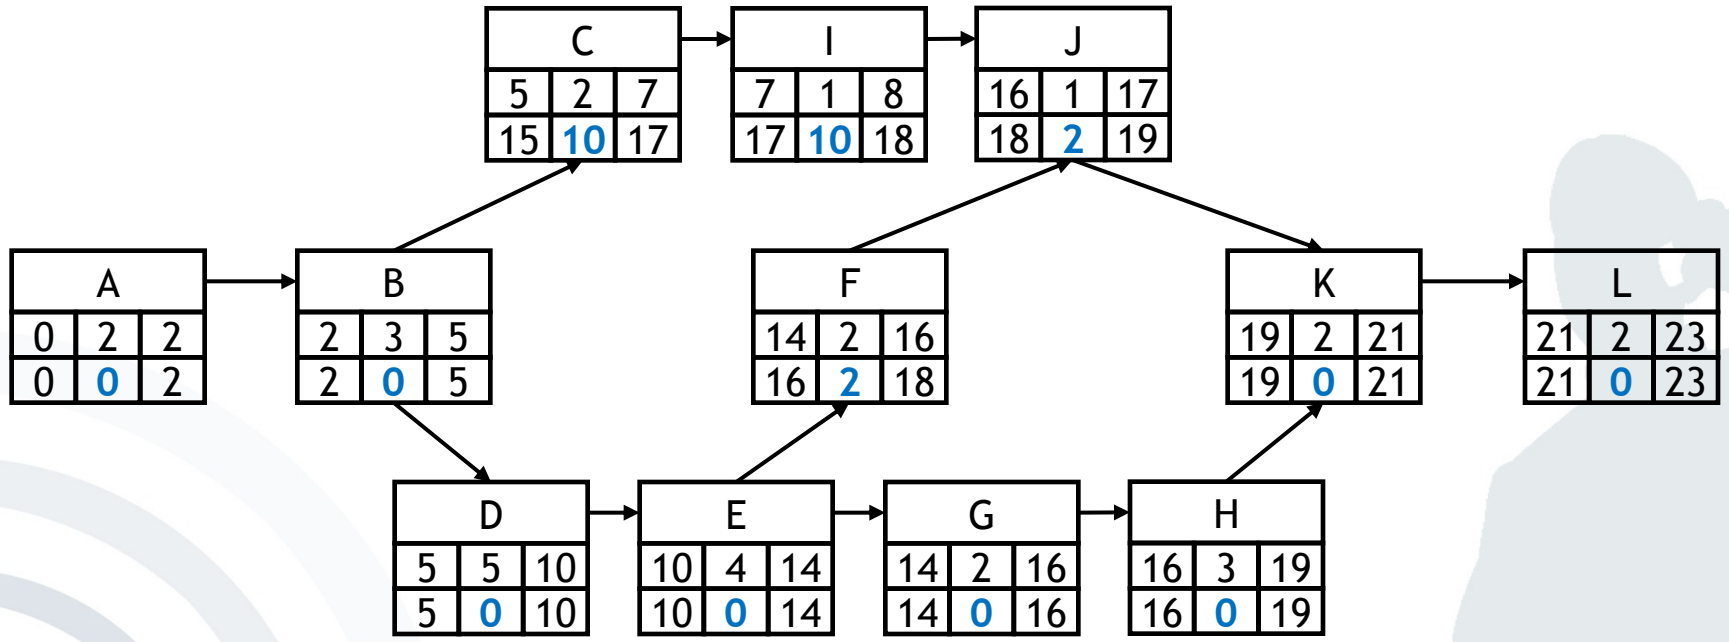 C
5 2 7
15 10 17
I
7 1 8
17 10 18
J
16 1 17
18 2 19
A
0 2 2
0 0 2
B
2 3 5
2 0 5
F
14 2 16
16 2 18
K
19 2 21
19 0 21
L
21 2 23
21 0 23
D
5 5 10
5 0 10
E
10 4 14
10 0 14
G
14 2 16
14 0 16
H
16 3 19
16 0 19